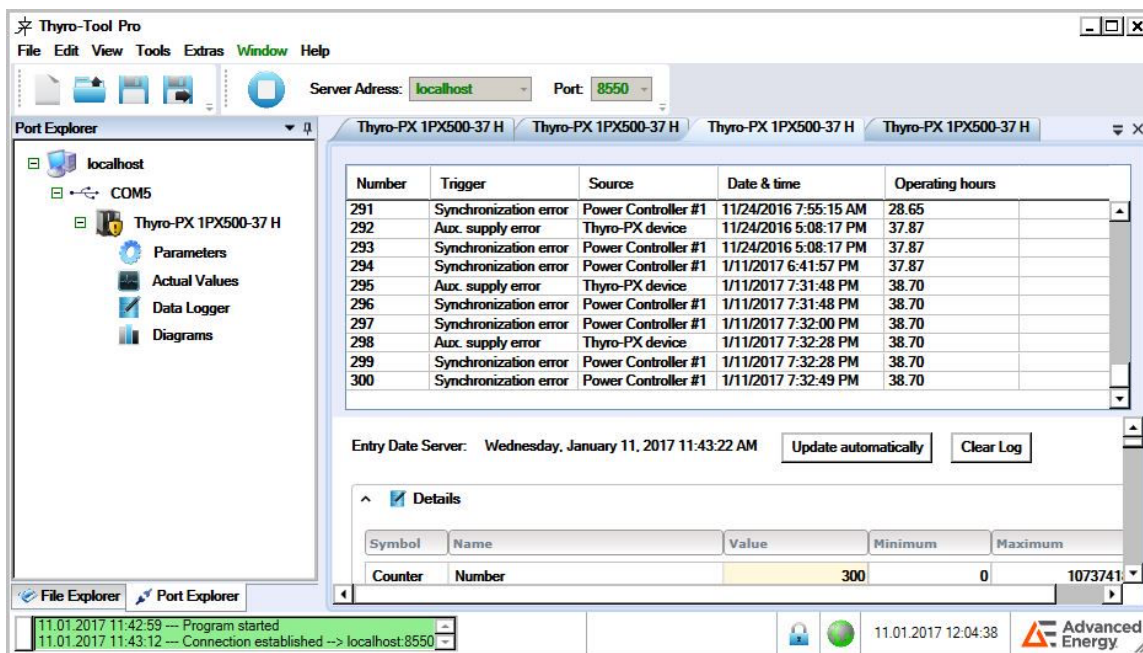 Thyro-Tool Pro
File Edit View Tools Extras Window Help
Server Adress: localhost Port: 8550
Port Explorer
localhost
COM5
Thyro-PX 1PX500-37 H
Parameters
Actual Values
Data Logger
Diagrams
File Explorer Port Explorer
Thyro-PX 1PX500-37 H Thyro-PX 1PX500-37 H Thyro-PX 1PX500-37 H Thyro-PX 1PX500-37 H
Number Trigger Source Date & time Operating hours
291 Synchronization error Power Controller #1 11/24/2016 7:55:15 AM 28.65
292 Aux. supply error Thyro-PX device 11/24/2016 5:08:17 PM 37.87
293 Synchronization error Power Controller #1 11/24/2016 5:08:17 PM 37.87
294 Synchronization error Power Controller #1 1/11/2017 6:41:57 PM 37.87
295 Aux. supply error Thyro-PX device 1/11/2017 7:31:48 PM 38.70
296 Synchronization error Power Controller #1 1/11/2017 7:31:48 PM 38.70
297 Synchronization error Power Controller #1 1/11/2017 7:32:00 PM 38.70
298 Aux. supply error Thyro-PX device 1/11/2017 7:32:28 PM 38.70
299 Synchronization error Power Controller #1 1/11/2017 7:32:28 PM 38.70
300 Synchronization error Power Controller #1 1/11/2017 7:32:49 PM 38.70
Entry Date Server: Wednesday, January 11, 2017 11:43:22 AM Update automatically Clear Log
Details
Symbol Name Value Minimum Maximum
Counter Number 300 0
11.01.2017 11:42:59 --- Program started
11.01.2017 11:43:12 --- Connection established --> localhost:8550
11.01.2017 12:04:38
Advanced
Energy